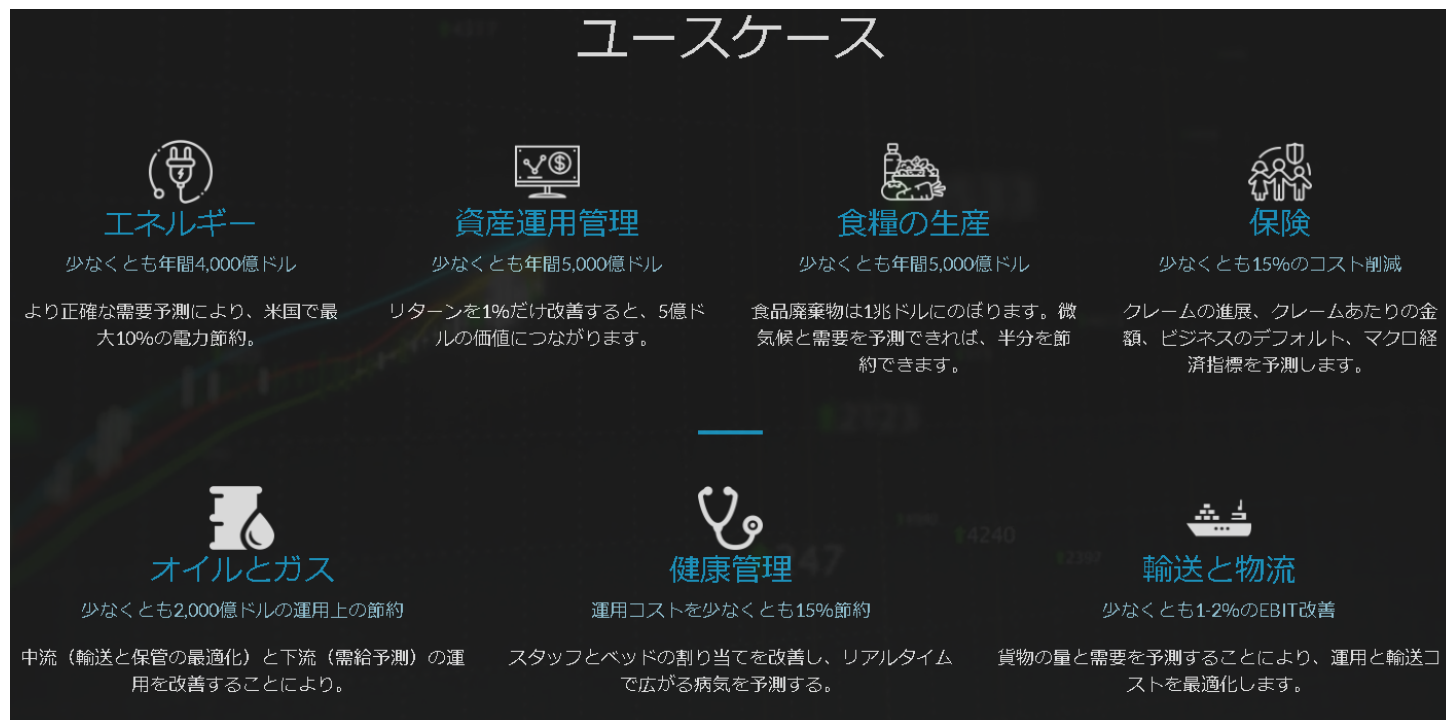 ユースケース
エネルギー
少なくとも年間4,000億ドル
より正確な需要予測により、米国で最
大10%の電力節約。
資産運用管理
少なくとも年間5,000億ドル
リターンを1%だけ改善すると、5億ド
ルの価値につながります。
食糧の生産
少なくとも年間5,000億ドル
食品廃棄物は1兆ドルにのぼります。微
気候と需要を予測できれば、半分を節
約できます。
保険
少なくとも15%のコスト削減
クレームの進展、クレームあたりの金
額、ビジネスのデフォルト、マクロ経
済指標を予測します。
オイルとガス
少なくとも2,000億ドルの運用上の節約
中流（輸送と保管の最適化）と下流（需給予測）の運
用を改善することにより。
健康管理
運用コストを少なくとも15%節約
スタッフとベッドの割り当てを改善し、リアルタイム
で広がる病気を予測する。
輸送と物流
少なくとも1-2%のEBIT改善
貨物の量と需要を予測することにより、運用と輸送コ
ストを最適化します。
4240